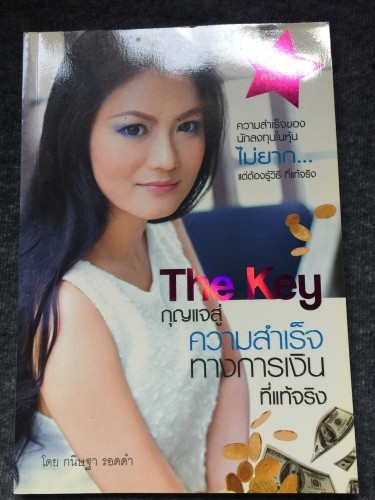 ความสำเร็จของ
นักลงทุนในหุ้น
ไม่ยาก...
แต่ต้องรู้วิธี ที่แท้จริง
The Key
กุญแจสู่
ความสำเร็จ
ทางการเงิน
ที่แท้จริง
โดย กนิษฐา รอดดำ